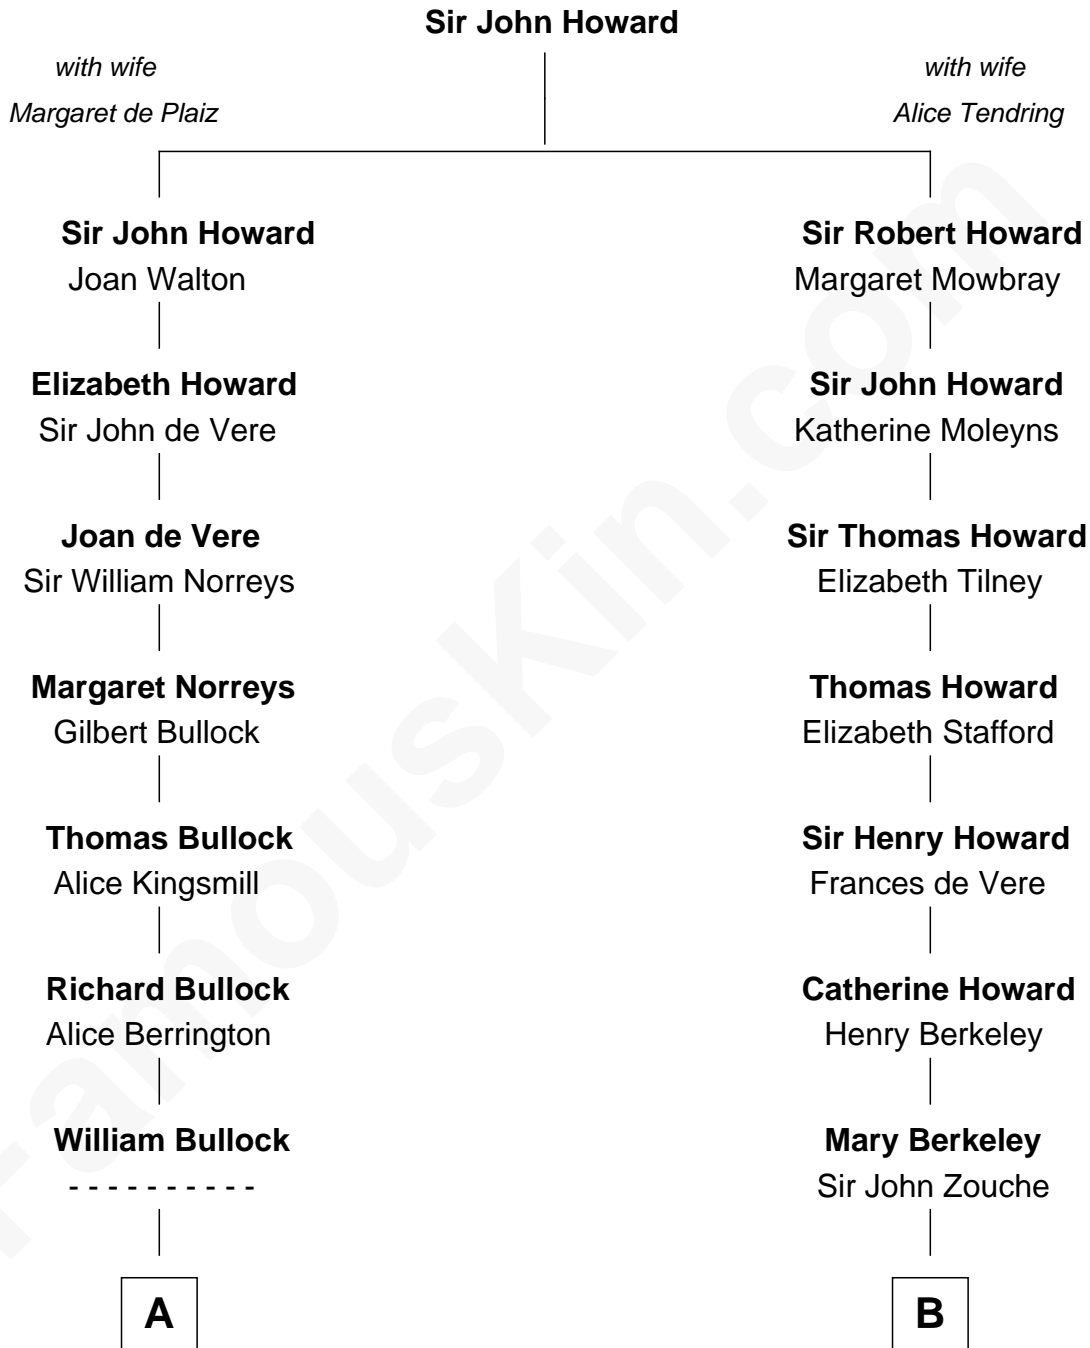 Sir John Howard
with wife
Margaret de Plaiz
with wife
Alice Tendring
Sir John Howard
Joan Walton
Sir Robert Howard
Margaret Mowbray
Elizabeth Howard
Sir John de Vere
Sir John Howard
Katherine Moleyns
Joan de Vere
Sir William Norreys
Sir Thomas Howard
Elizabeth Tilney
Margaret Norreys
Gilbert Bullock
Thomas Howard
Elizabeth Stafford
Thomas Bullock
Alice Kingsmill
Sir Henry Howard
Frances de Vere
Richard Bullock
Alice Berrington
Catherine Howard
Henry Berkeley
William Bullock
- - - - - - - - - -
Mary Berkeley
Sir John Zouche
A
B
FamousKin.com